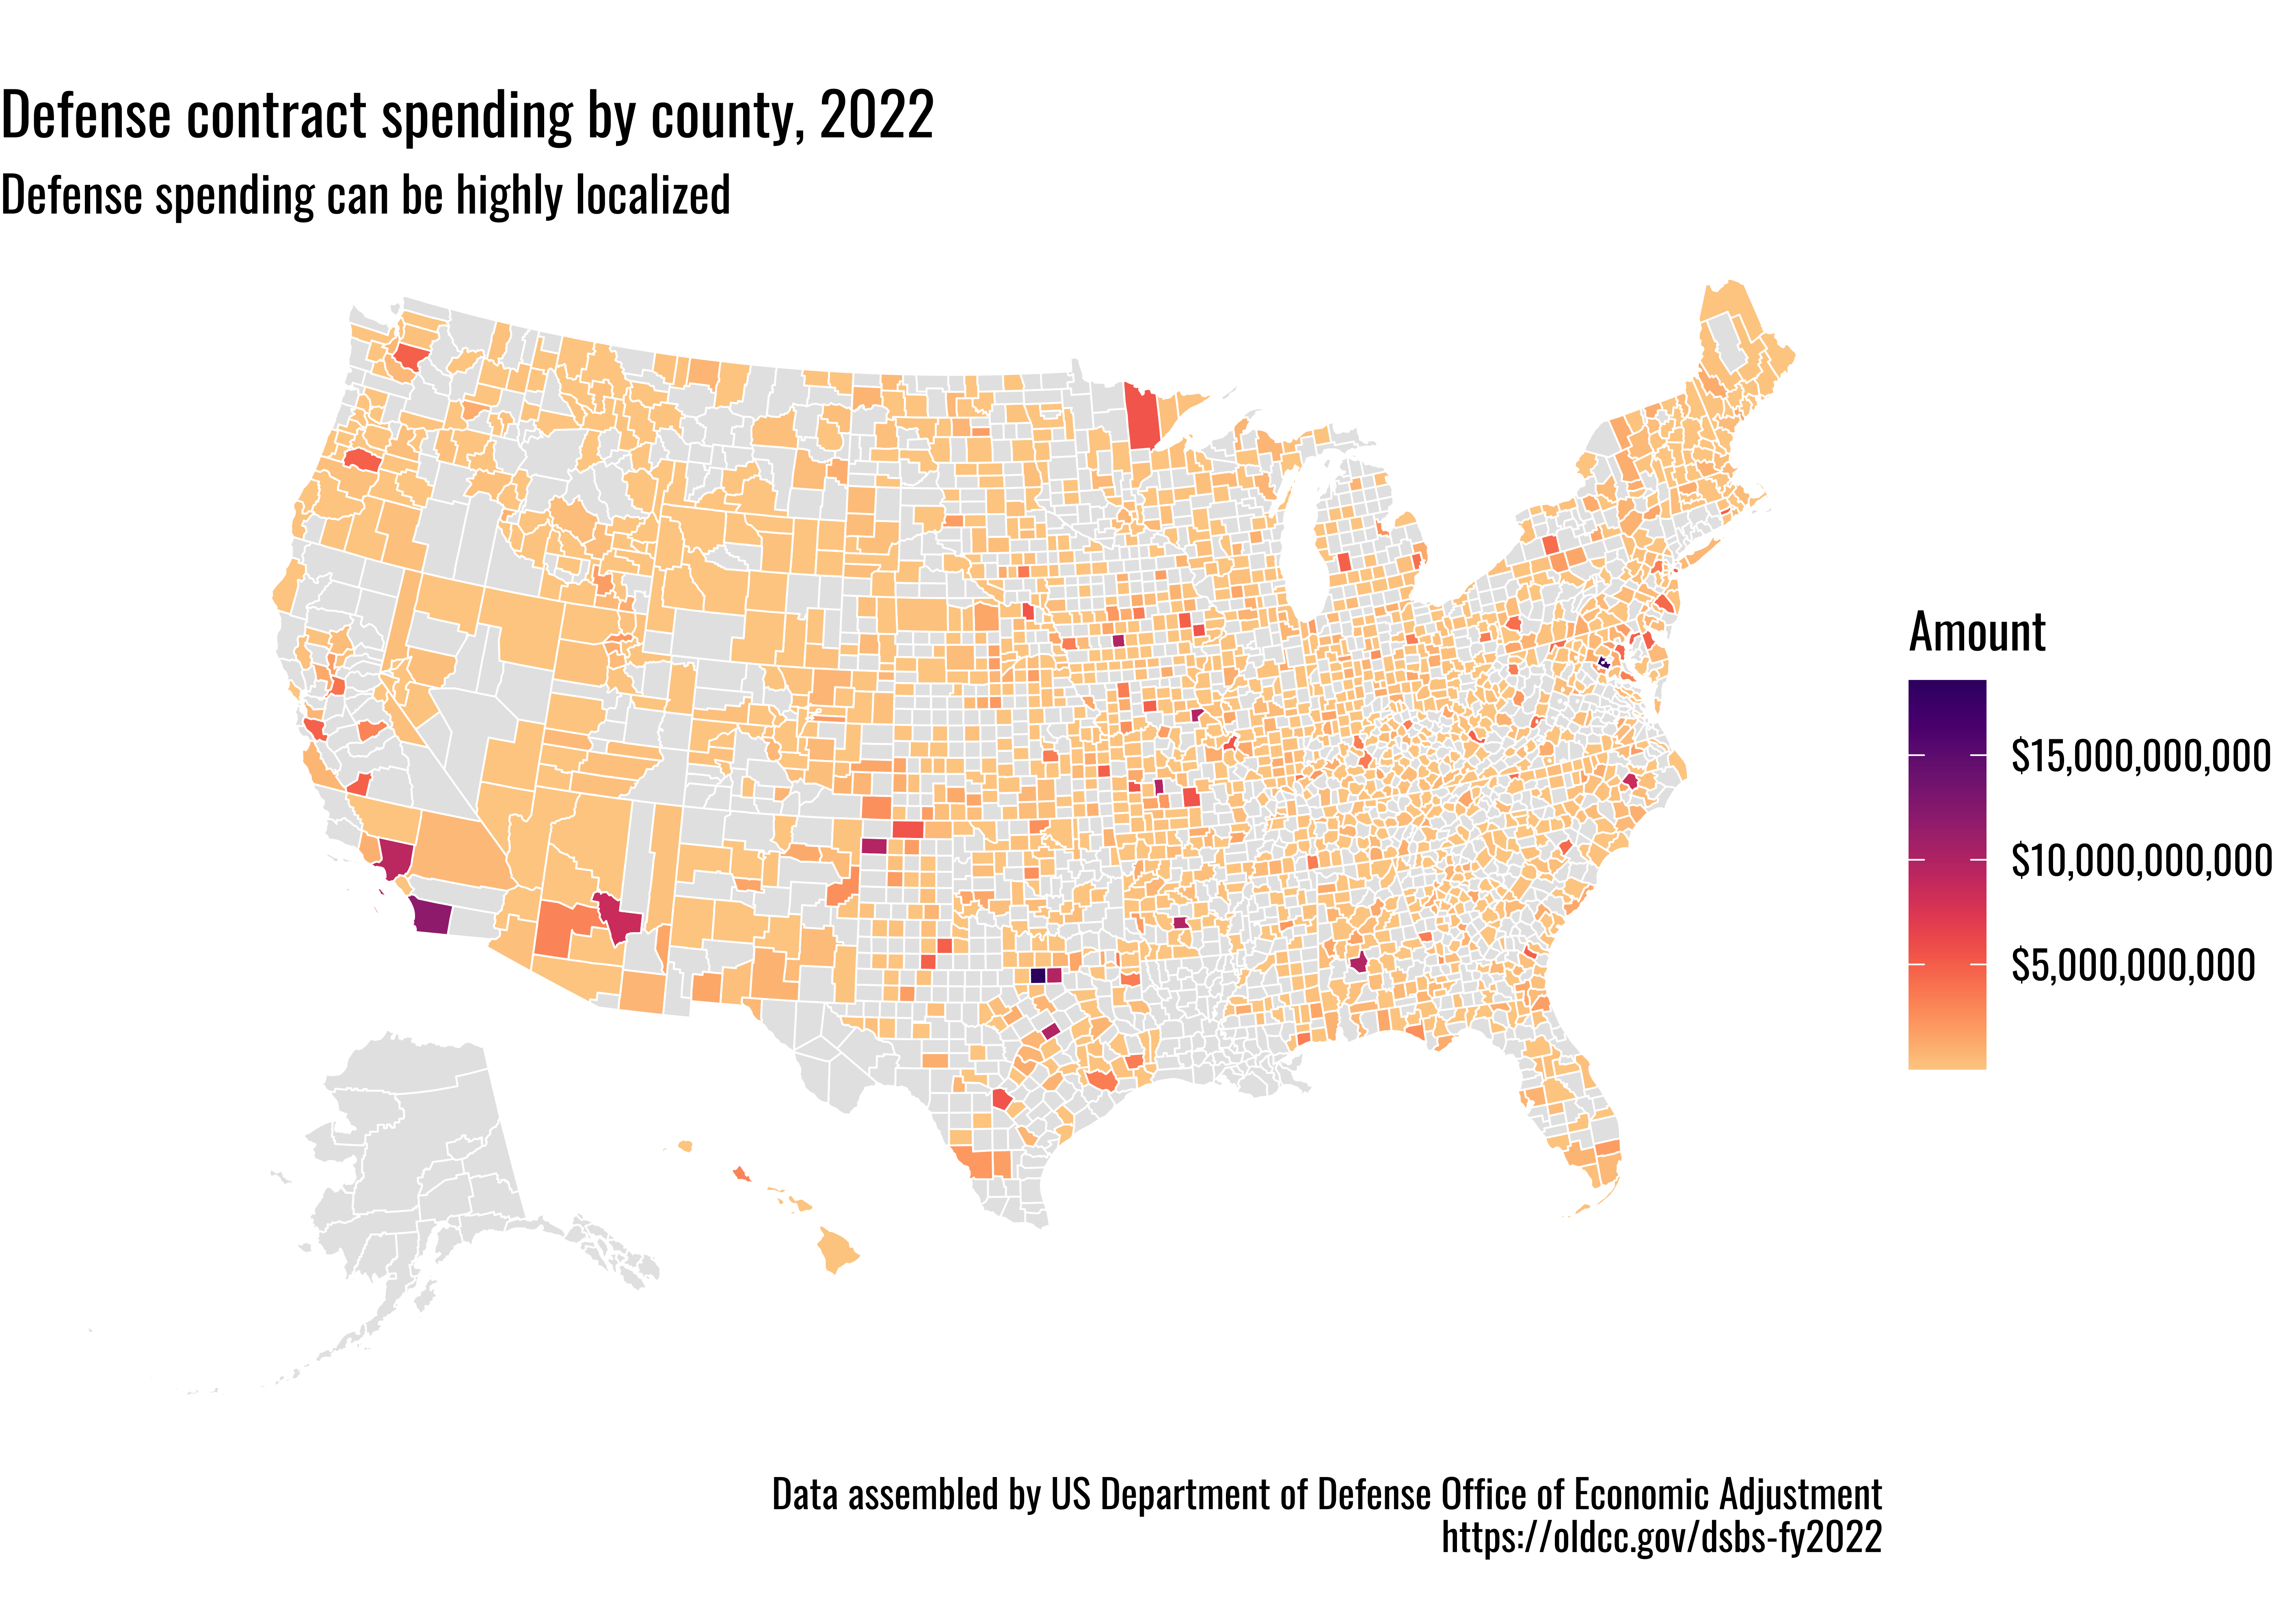 Defense contract spending by county, 2022
Defense spending can be highly localized
Amount
$15,000,000,000
$10,000,000,000
$5,000,000,000
Data assembled by US Department of Defense Office of Economic Adjustment
https://oldcc.gov/dsbs-fy2022